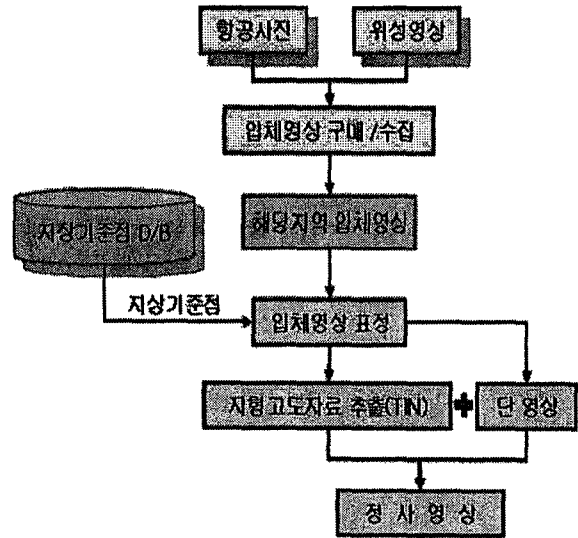 항공사진
위성영상
입체영상 구매/수집
해당지역 입체영상
지상기준점 D/B
지상기준점
입체영상 표정
지형고도자료 추출(TIN)
단 영상
정 사 영 상